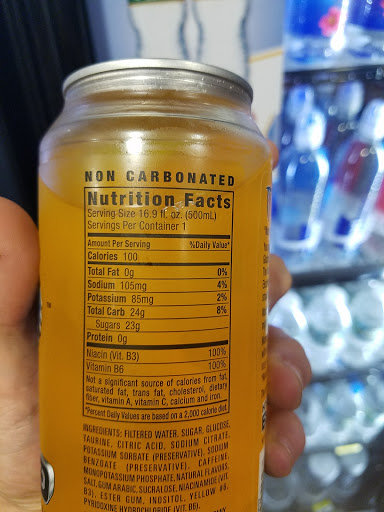 NON CARBONATED
Nutrition Facts
Serving Size 16.9 fl. oz. (500mL)
Servings Per Container 1
Amount Per Serving %Daily Value*
Calories 100
Total Fat 0g 0%
Sodium 105mg 4%
Potassium 85mg 2%
Total Carb 24g 8%
Sugars 23g
Protein 0g
Niacin (Vit. B3) 100%
Vitamin B6 100%
Not a significant source of calories from fat,
saturated fat, trans fat, cholesterol, dietary
fiber, vitamin A, vitamin C, calcium and iron.
*Percent Daily Values are based on a 2,000 calorie diet.
INGREDIENTS: FILTERED WATER, SUGAR, GLUCOSE,
TAURINE, CITRIC ACID, SODIUM CITRATE,
POTASSIUM SORBATE (PRESERVATIVE), SODIUM
BENZOATE (PRESERVATIVE), CAFFEINE,
MONOPOTASSIUM PHOSPHATE, NATURAL FLAVORS,
SALT, GUM ARABIC, SUCRALOSE, NIACINAMIDE (VIT.
B3), ESTER GUM, INOSITOL, YELLOW #6,
PYRIDOXINE HYDROCHLORIDE (VIT. B6),